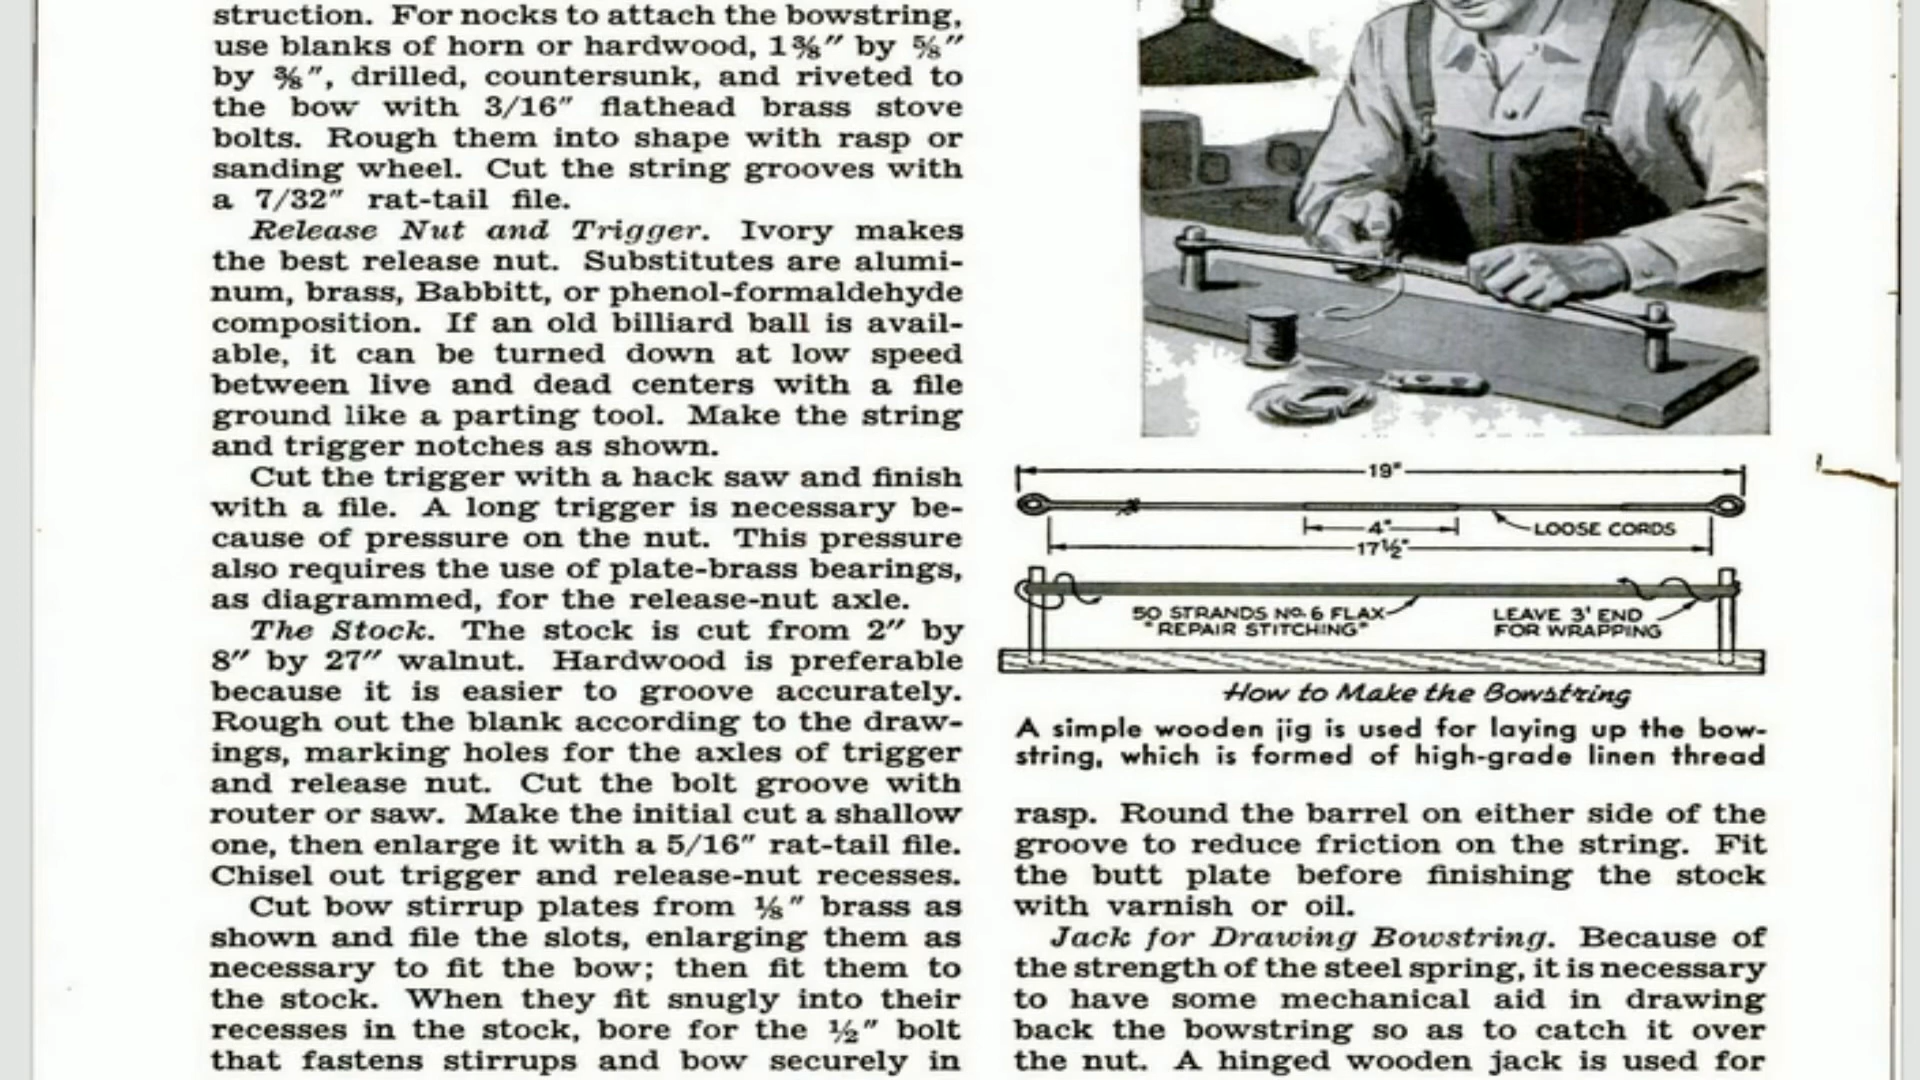 struction. For nocks to attach the bowstring,
use blanks of horn or hardwood, 1⅜″ by ⅝″
by ⅜″, drilled, countersunk, and riveted to
the bow with 3/16″ flathead brass stove
bolts. Rough them into shape with rasp or
sanding wheel. Cut the string grooves with
a 7/32″ rat-tail file.
Release Nut and Trigger. Ivory makes
the best release nut. Substitutes are alumi-
num, brass, Babbitt, or phenol-formaldehyde
composition. If an old billiard ball is avail-
able, it can be turned down at low speed
between live and dead centers with a file
ground like a parting tool. Make the string
and trigger notches as shown.
Cut the trigger with a hack saw and finish
with a file. A long trigger is necessary be-
cause of pressure on the nut. This pressure
also requires the use of plate-brass bearings,
as diagrammed, for the release-nut axle.
The Stock. The stock is cut from 2″ by
8″ by 27″ walnut. Hardwood is preferable
because it is easier to groove accurately.
Rough out the blank according to the draw-
ings, marking holes for the axles of trigger
and release nut. Cut the bolt groove with
router or saw. Make the initial cut a shallow
one, then enlarge it with a 5/16″ rat-tail file.
Chisel out trigger and release-nut recesses.
Cut bow stirrup plates from ⅛″ brass as
shown and file the slots, enlarging them as
necessary to fit the bow; then fit them to
the stock. When they fit snugly into their
recesses in the stock, bore for the ½″ bolt
that fastens stirrups and bow securely in
19"
4"
LOOSE CORDS
17½"
50 STRANDS No. 6 FLAX
"REPAIR STITCHING"
LEAVE 3' END
FOR WRAPPING
How to Make the Bowstring
A simple wooden jig is used for laying up the bow-
string, which is formed of high-grade linen thread
rasp. Round the barrel on either side of the
groove to reduce friction on the string. Fit
the butt plate before finishing the stock
with varnish or oil.
Jack for Drawing Bowstring. Because of
the strength of the steel spring, it is necessary
to have some mechanical aid in drawing
back the bowstring so as to catch it over
the nut. A hinged wooden jack is used for